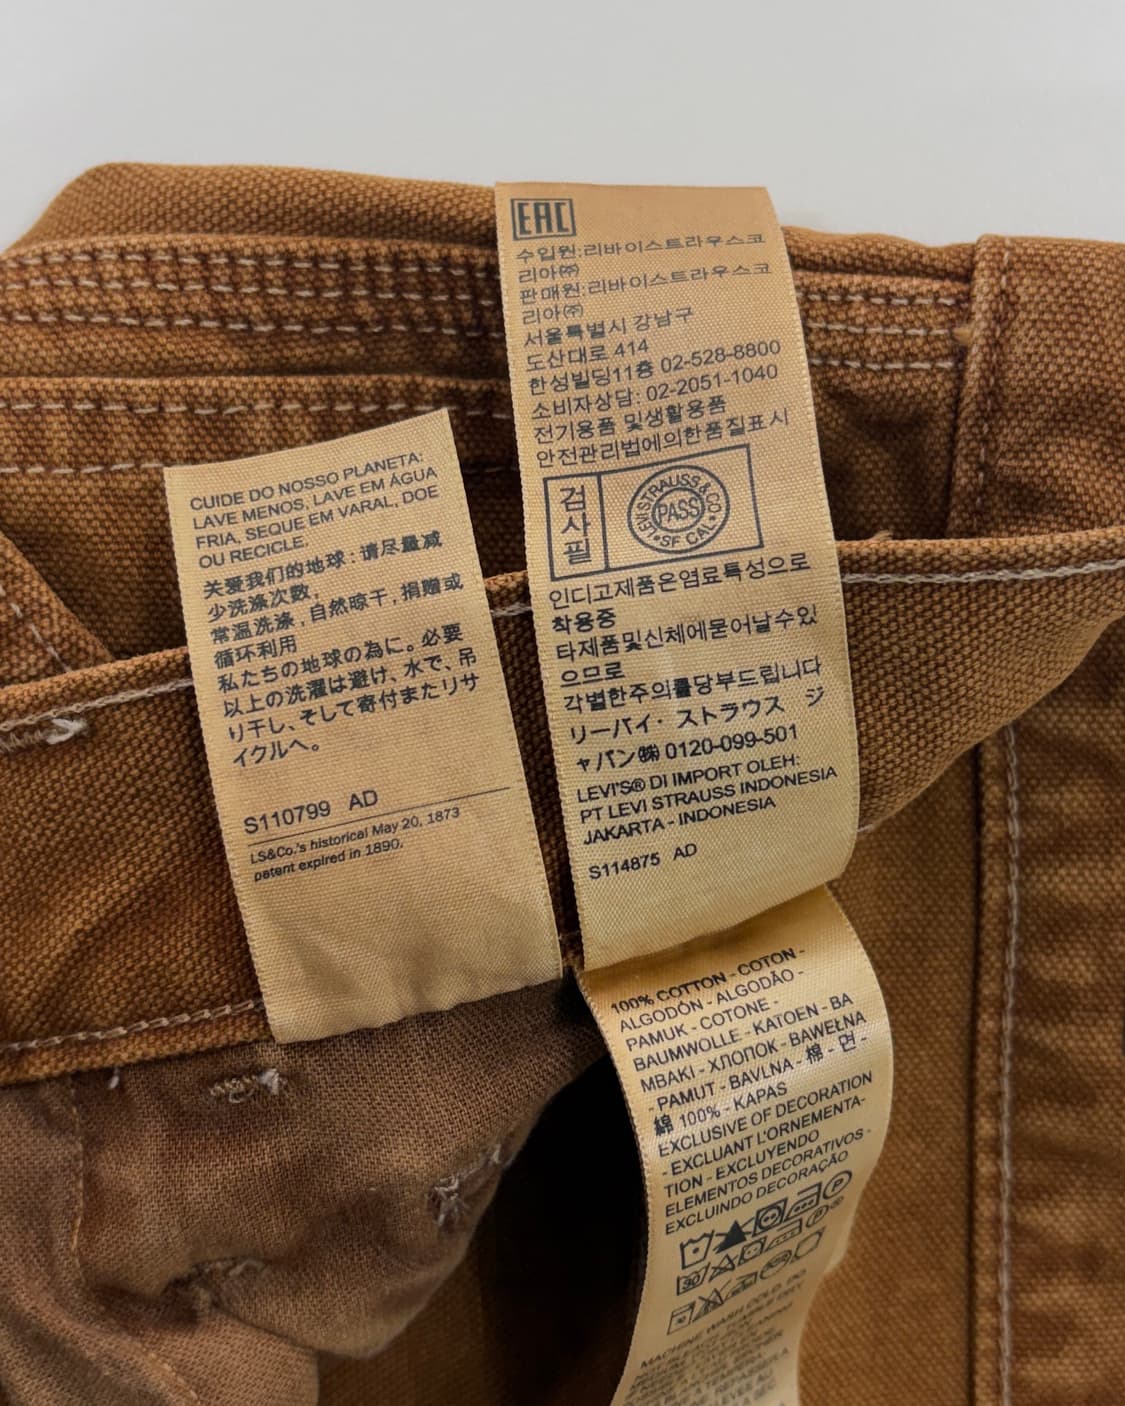 CUIDE DO NOSSO PLANETA:
LAVE MENOS, LAVE EM ÁGUA
FRIA, SEQUE EM VARAL, DOE
OU RECICLE.
关爱我们的地球：请尽量减
少洗涤次数，
常温洗涤，自然晾干，捐赠或
循环利用
私たちの地球の為に。必要
以上の洗濯は避け、水で、吊
り干し、そして寄付またリサ
イクルへ。
S110799 AD
LS&Co.'s historical May 20, 1873
patent expired in 1890.
EAC
수입원:리바이스트라우스코
리아㈜
판매원:리바이스트라우스코
리아㈜
서울특별시 강남구
도산대로 414
한성빌딩11층 02-528-8800
소비자상담: 02-2051-1040
전기용품 및생활용품
안전관리법에의한품질표시
검사필
LEVI STRAUSS & CO
PASS
SF CAL
인디고제품은염료특성으로
착용중
타제품및신체에묻어날수있
으므로
각별한주의를당부드립니다
リーバイ・ストラウス ジ
ャパン㈱ 0120-099-501
LEVI'S® DI IMPORT OLEH:
PT LEVI STRAUSS INDONESIA
JAKARTA - INDONESIA
S114875 AD
100% COTTON - COTON -
ALGODÓN - ALGODÃO -
PAMUK - COTONE -
BAUMWOLLE - KATOEN - BA
MBAKI - ХЛОПОК - BAWEŁNA
- PAMUT - BAVLNA - 棉 - 면 -
綿 100% - KAPAS
EXCLUSIVE OF DECORATION
- EXCLUANT L'ORNEMENTA-
TION - EXCLUYENDO
ELEMENTOS DECORATIVOS -
EXCLUINDO DECORAÇÃO
MACHINE WASH COLD, DO